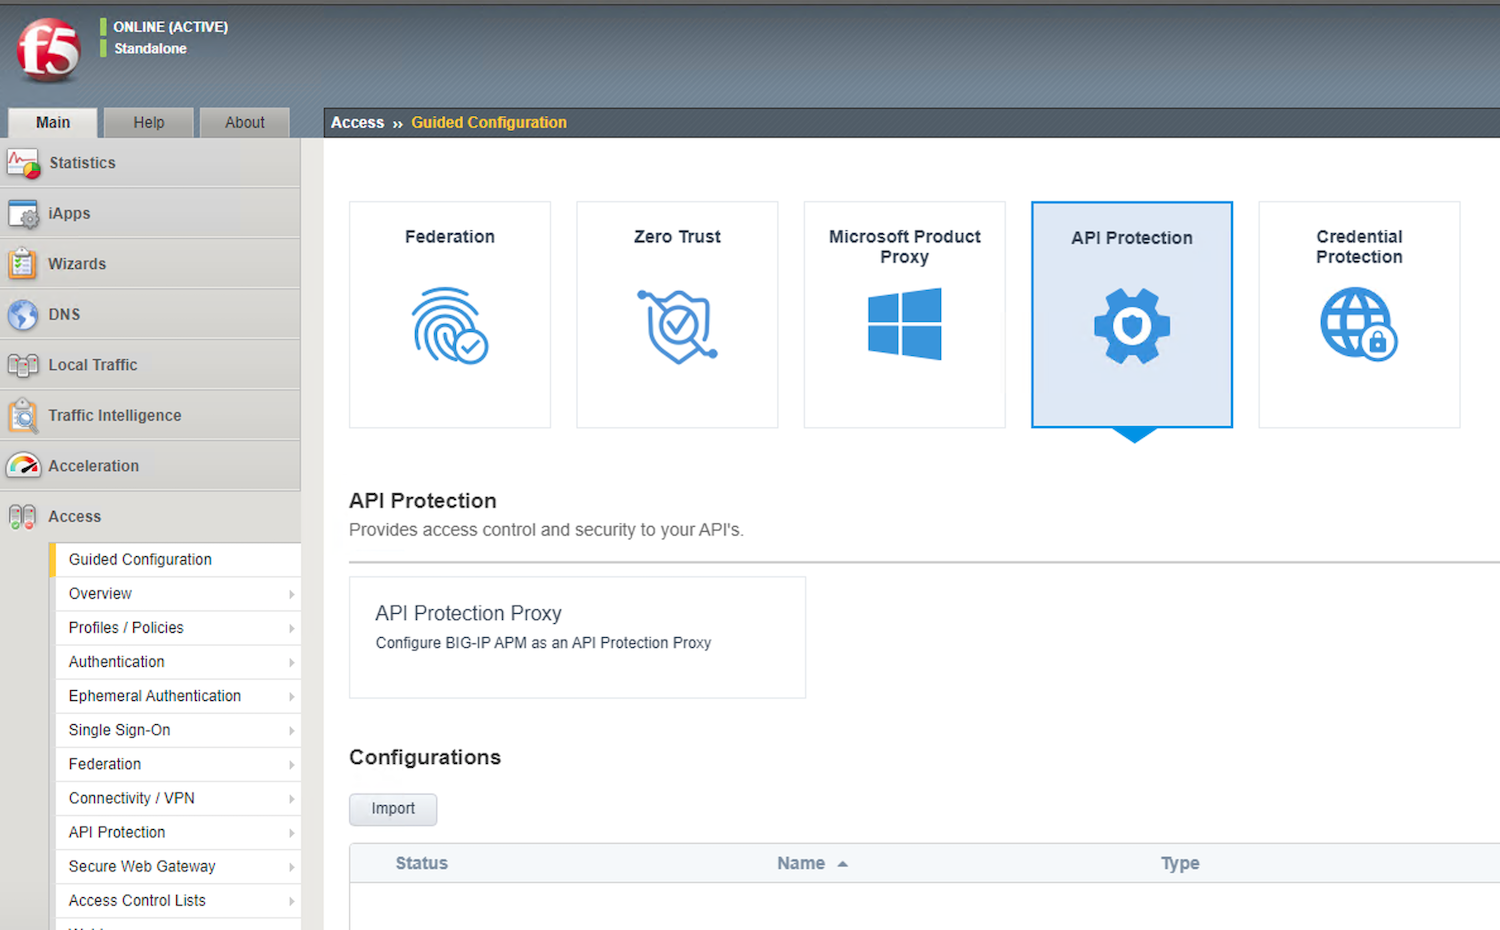 f5
ONLINE (ACTIVE)
Standalone
Main
Help
About
Access ›› Guided Configuration
Statistics
iApps
Wizards
DNS
Local Traffic
Traffic Intelligence
Acceleration
Access
Guided Configuration
Overview
Profiles / Policies
Authentication
Ephemeral Authentication
Single Sign-On
Federation
Connectivity / VPN
API Protection
Secure Web Gateway
Access Control Lists
Federation
Zero Trust
Microsoft Product
Proxy
API Protection
Credential
Protection
API Protection
Provides access control and security to your API's.
API Protection Proxy
Configure BIG-IP APM as an API Protection Proxy
Configurations
Import
Status
Name
Type